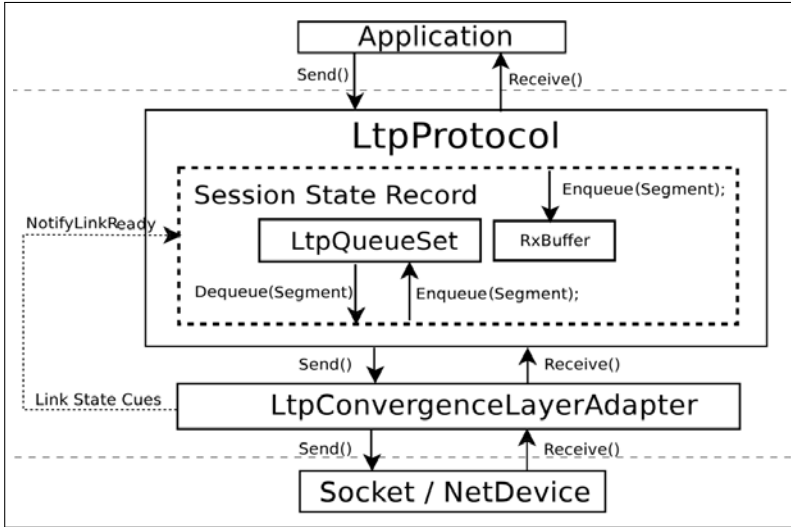 Application
Send()
Receive()
LtpProtocol
Session State Record
Enqueue(Segment);
NotifyLinkReady
LtpQueueSet
RxBuffer
Dequeue(Segment)
Enqueue(Segment);
Send()
Receive()
Link State Cues
LtpConvergenceLayerAdapter
Send()
Receive()
Socket / NetDevice